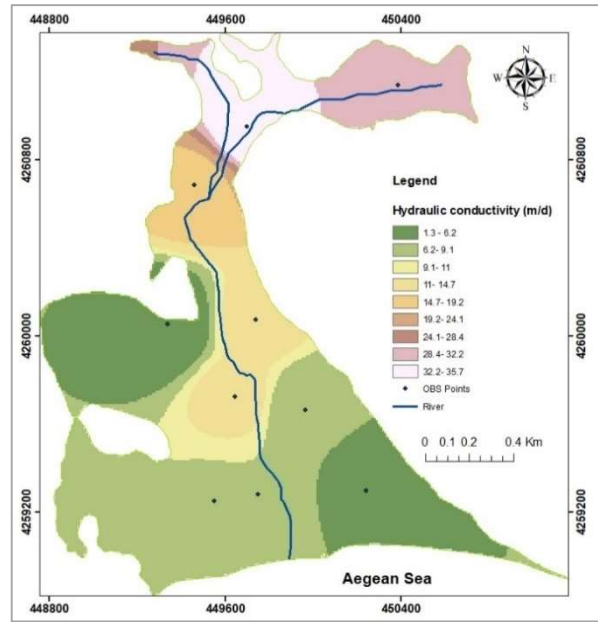 448800 449600 450400
N
W E
S
4260800 4260800
Legend
Hydraulic conductivity (m/d)
1.3 - 6.2
6.2- 9.1
9.1- 11
11- 14.7
14.7- 19.2
19.2- 24.1
24.1- 28.4
28.4- 32.2
32.2- 35.7
OBS Points
River
4260000 4260000
0 0.1 0.2 0.4 Km
4259200 4259200
Aegean Sea
448800 449600 450400